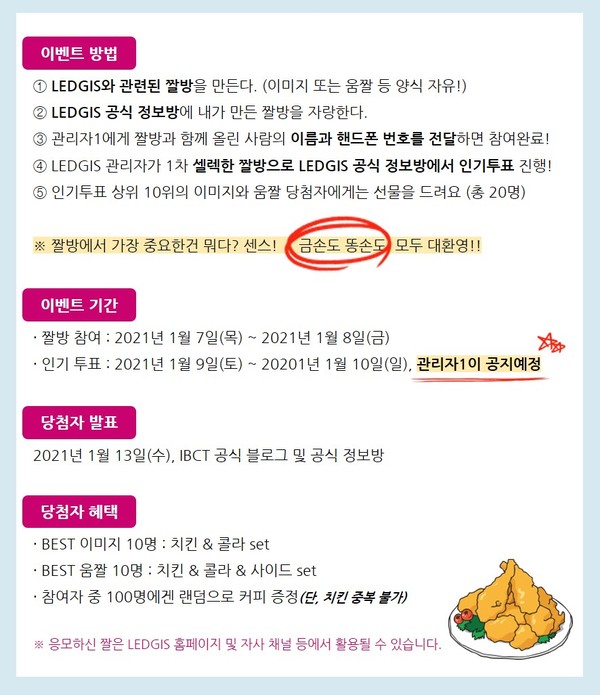 이벤트 방법
① LEDGIS와 관련된 짤방을 만든다. (이미지 또는 움짤 등 양식 자유!)
② LEDGIS 공식 정보방에 내가 만든 짤방을 자랑한다.
③ 관리자1에게 짤방과 함께 올린 사람의 이름과 핸드폰 번호를 전달하면 참여완료!
④ LEDGIS 관리자가 1차 셀렉한 짤방으로 LEDGIS 공식 정보방에서 인기투표 진행!
⑤ 인기투표 상위 10위의 이미지와 움짤 당첨자에게는 선물을 드려요 (총 20명)
※ 짤방에서 가장 중요한건 뭐다? 센스! 금손도 똥손도 모두 대환영!!
이벤트 기간
· 짤방 참여 : 2021년 1월 7일(목) ~ 2021년 1월 8일(금)
· 인기 투표 : 2021년 1월 9일(토) ~ 20201년 1월 10일(일), 관리자1이 공지예정
당첨자 발표
2021년 1월 13일(수), IBCT 공식 블로그 및 공식 정보방
당첨자 혜택
· BEST 이미지 10명 : 치킨 & 콜라 set
· BEST 움짤 10명 : 치킨 & 콜라 & 사이드 set
· 참여자 중 100명에겐 랜덤으로 커피 증정(단, 치킨 중복 불가)
※ 응모하신 짤은 LEDGIS 홈페이지 및 자사 채널 등에서 활용될 수 있습니다.